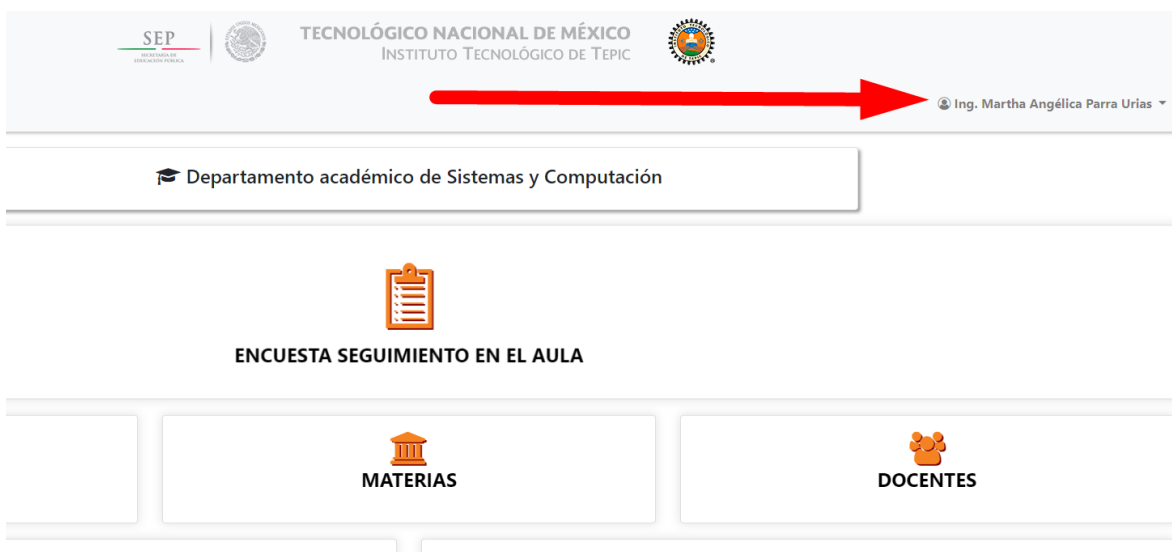 SEP
SECRETARÍA DE
EDUCACIÓN PÚBLICA
TECNOLÓGICO NACIONAL DE MÉXICO
INSTITUTO TECNOLÓGICO DE TEPIC
Ing. Martha Angélica Parra Urias
Departamento académico de Sistemas y Computación
ENCUESTA SEGUIMIENTO EN EL AULA
MATERIAS
DOCENTES